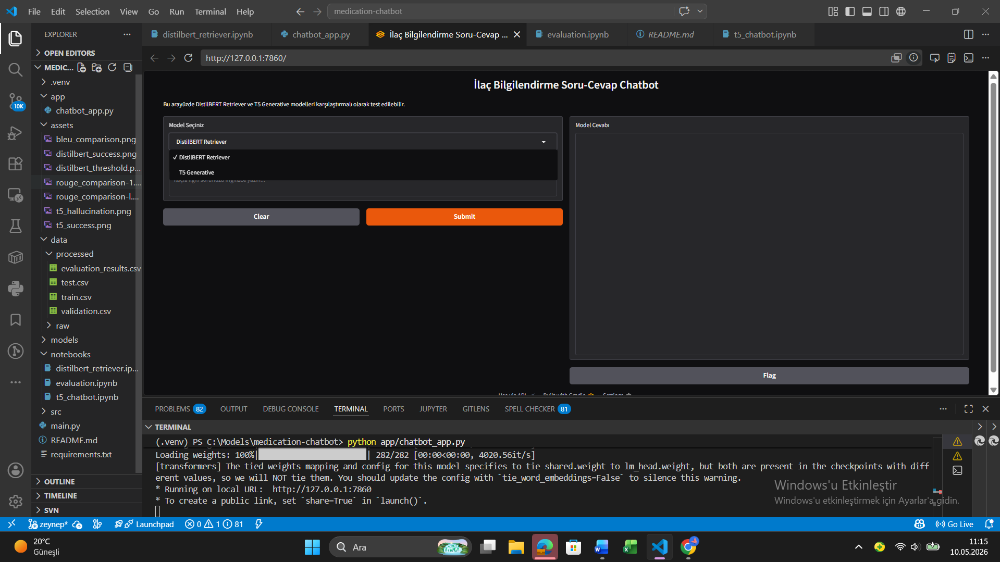 File Edit Selection View Go Run Terminal Help
medication-chatbot
EXPLORER
OPEN EDITORS
MEDIC...
.venv
app
chatbot_app.py
assets
bleu_comparison.png
distilbert_success.png
distilbert_threshold.p...
rouge_comparison-1....
rouge_comparison-l....
t5_hallucination.png
t5_success.png
data
processed
evaluation_results.csv
test.csv
train.csv
validation.csv
raw
models
notebooks
distilbert_retriever.ip...
evaluation.ipynb
t5_chatbot.ipynb
src
main.py
README.md
requirements.txt
OUTLINE
TIMELINE
SVN
10K
distilbert_retriever.ipynb chatbot_app.py İlaç Bilgilendirme Soru-Cevap ... evaluation.ipynb README.md t5_chatbot.ipynb
http://127.0.0.1:7860/
İlaç Bilgilendirme Soru-Cevap Chatbot
Bu arayüzde DistilBERT Retriever ve T5 Generative modelleri karşılaştırmalı olarak test edilebilir.
Model Seçiniz
DistilBERT Retriever
✓ DistilBERT Retriever
T5 Generative
Clear Submit
Model Cevabı
Flag
PROBLEMS 82 OUTPUT DEBUG CONSOLE TERMINAL PORTS JUPYTER GITLENS SPELL CHECKER 81
TERMINAL
(.venv) PS C:\Models\medication-chatbot> python app/chatbot_app.py
Loading weights: 100%| | 282/282 [00:00<00:00, 4020.56it/s]
[transformers] The tied weights mapping and config for this model specifies to tie shared.weight to lm_head.weight, but both are present in the checkpoints with diff
erent values, so we will NOT tie them. You should update the config with `tie_word_embeddings=False` to silence this warning.
* Running on local URL:  http://127.0.0.1:7860
* To create a public link, set `share=True` in `launch()`.
Windows'u Etkinleştir
Windows'u etkinleştirmek için Ayarlar'a gidin.
zeynep* Launchpad 0 1 81 Go Live
20°C
Güneşli
Ara
11:15
10.05.2026